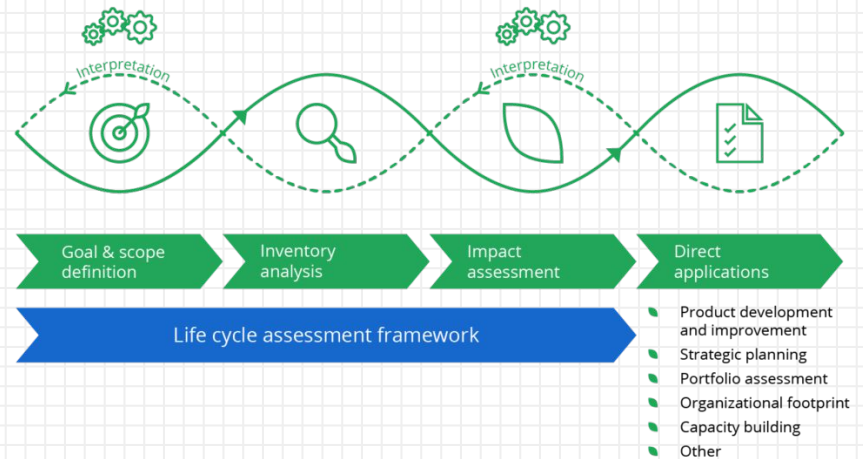 Interpretation
Interpretation
Goal & scope
definition
Inventory
analysis
Impact
assessment
Direct
applications
Life cycle assessment framework
Product development
and improvement
Strategic planning
Portfolio assessment
Organizational footprint
Capacity building
Other